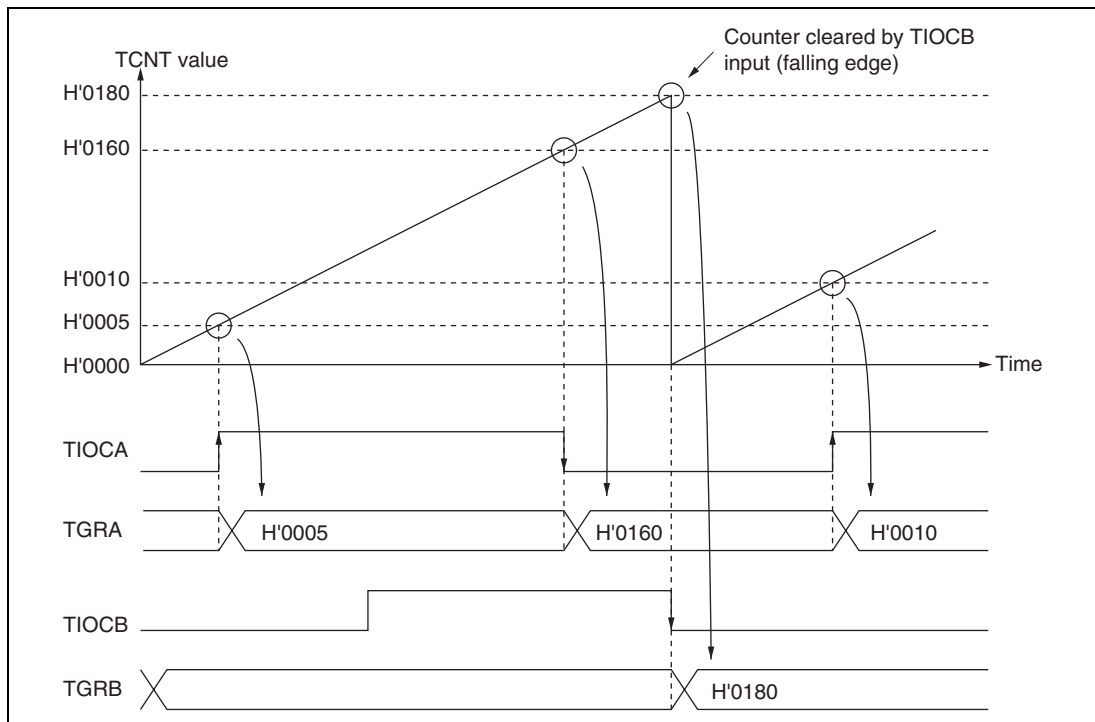 Counter cleared by TIOCB
input (falling edge)
TCNT value
H'0180
H'0160
H'0010
H'0005
H'0000
Time
TIOCA
TGRA
H'0005
H'0160
H'0010
TIOCB
TGRB
H'0180